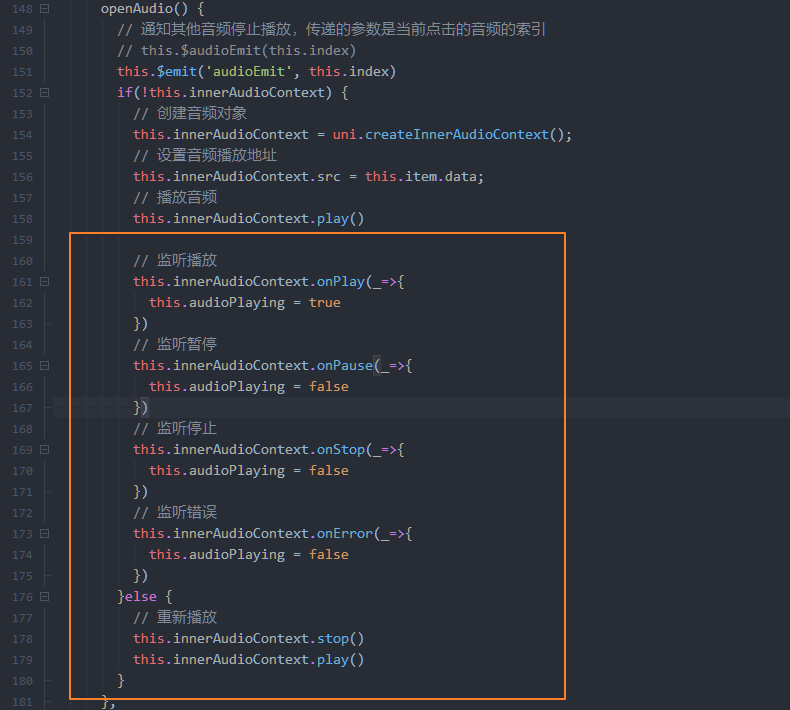 148 openAudio() {
149 // 通知其他音频停止播放，传递的参数是当前点击的音频的索引
150 // this.$audioEmit(this.index)
151 this.$emit('audioEmit', this.index)
152 if(!this.innerAudioContext) {
153 // 创建音频对象
154 this.innerAudioContext = uni.createInnerAudioContext();
155 // 设置音频播放地址
156 this.innerAudioContext.src = this.item.data;
157 // 播放音频
158 this.innerAudioContext.play()
159
160 // 监听播放
161 this.innerAudioContext.onPlay(_=>{
162 this.audioPlaying = true
163 })
164 // 监听暂停
165 this.innerAudioContext.onPause(_=>{
166 this.audioPlaying = false
167 })
168 // 监听停止
169 this.innerAudioContext.onStop(_=>{
170 this.audioPlaying = false
171 })
172 // 监听错误
173 this.innerAudioContext.onError(_=>{
174 this.audioPlaying = false
175 })
176 }else {
177 // 重新播放
178 this.innerAudioContext.stop()
179 this.innerAudioContext.play()
180 }
181 },